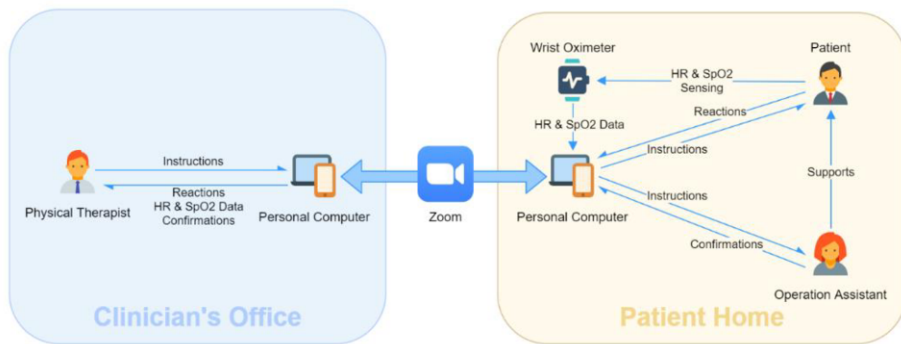 Wrist Oximeter
Patient
HR & SpO2
Sensing
Reactions
HR & SpO2 Data
Instructions
Instructions
Reactions
HR & SpO2 Data
Confirmations
Supports
Physical Therapist
Personal Computer
Zoom
Personal Computer
Instructions
Confirmations
Operation Assistant
Clinician's Office
Patient Home